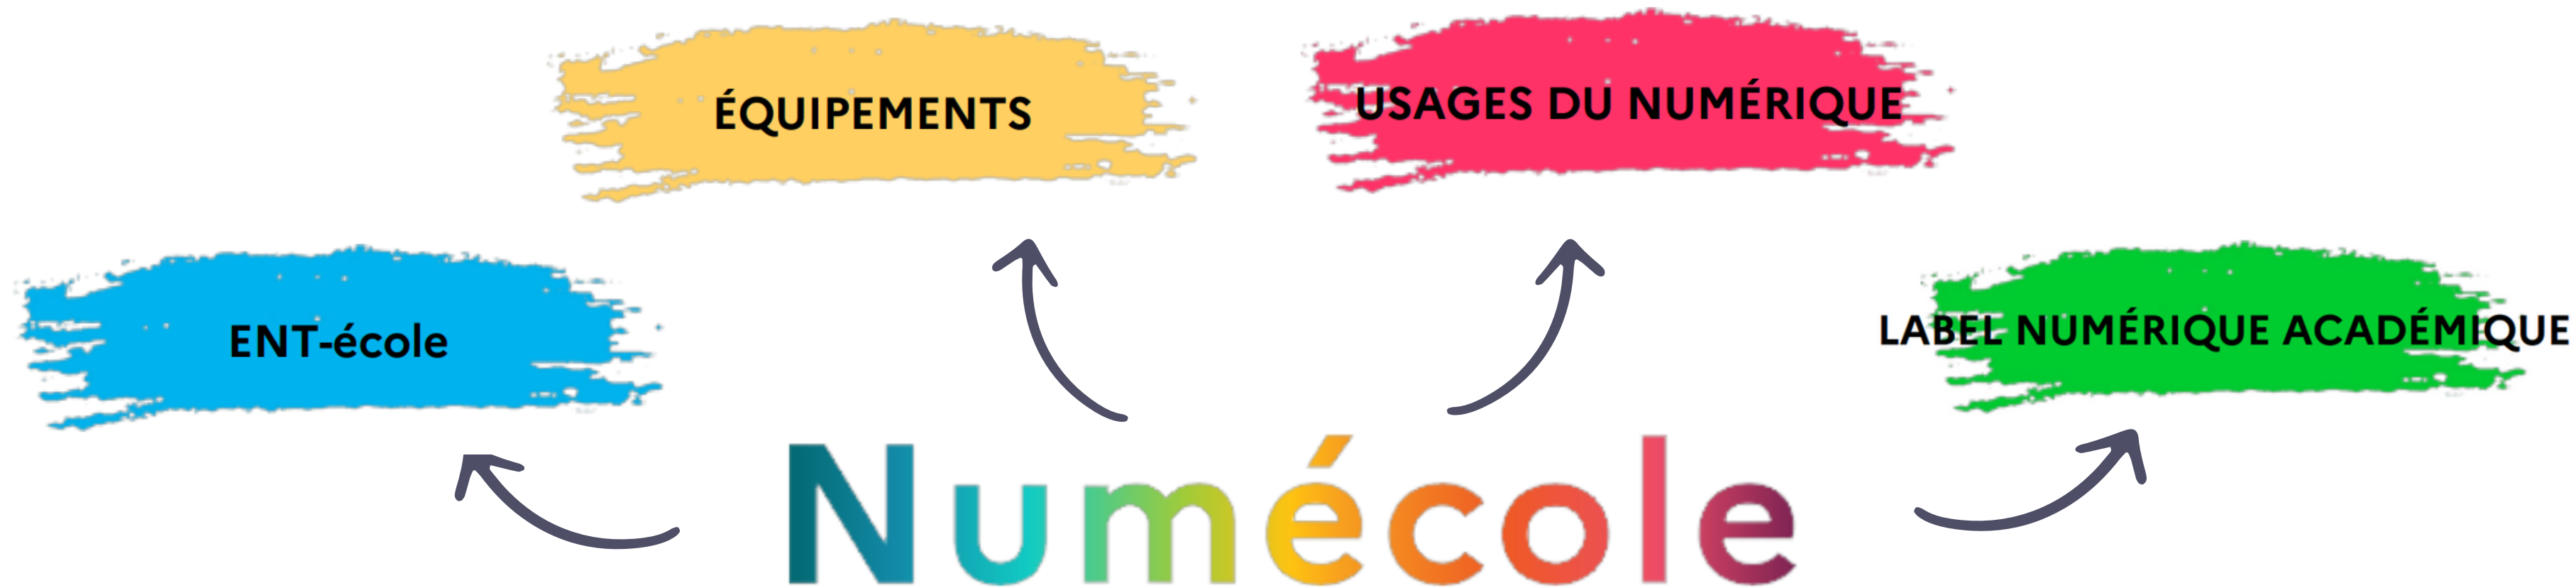 ÉQUIPEMENTS
USAGES DU NUMÉRIQUE
ENT-école
LABEL NUMÉRIQUE ACADÉMIQUE
Numécole